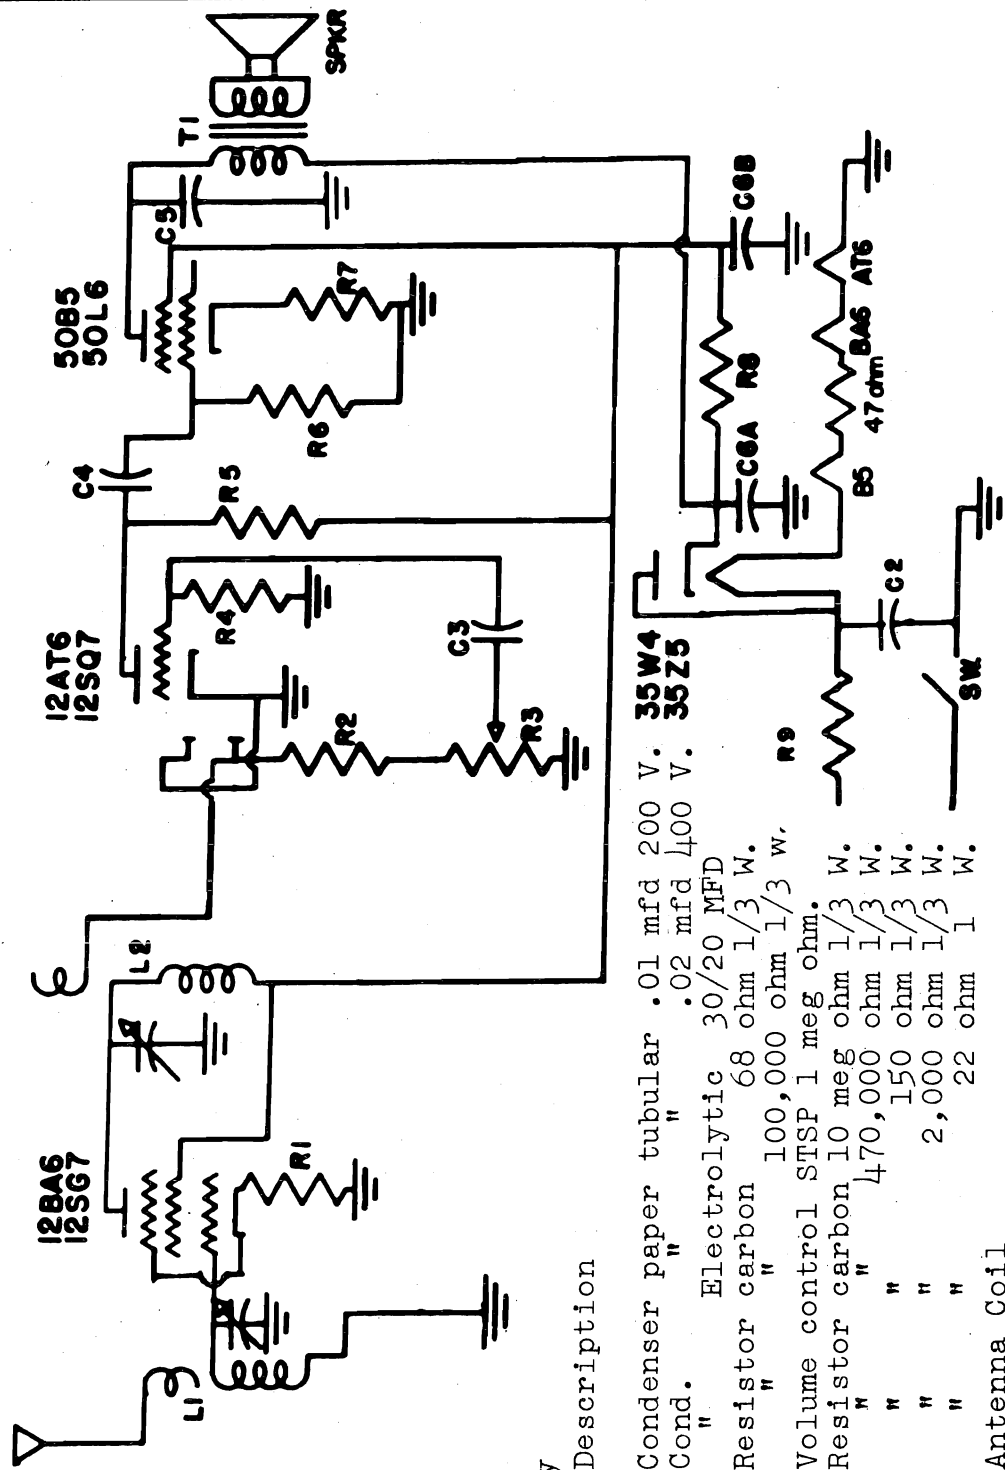 12BA6
12SG7
L1
R1
L2
12AT6
12SQ7
R2
R3
R4
C3
R5
C4
50B5
50L6
R6
R7
C5
T1
SPKR
35W4
35Z5
C6A
R8
C6B
B5
47 ohm
BA6
AT6
R9
C2
SW.
y
Description
Condenser paper tubular .01 mfd 200 V.
Cond. " " .02 mfd 400 V.
" Electrolytic 30/20 MFD
Resistor carbon 68 ohm 1/3 W.
" " 100,000 ohm 1/3 w.
Volume control STSP 1 meg ohm.
Resistor carbon 10 meg ohm 1/3 W.
" " 470,000 ohm 1/3 W.
" " 150 ohm 1/3 W.
" " 2,000 ohm 1/3 W.
" " 22 ohm 1 W.
Antenna Coil